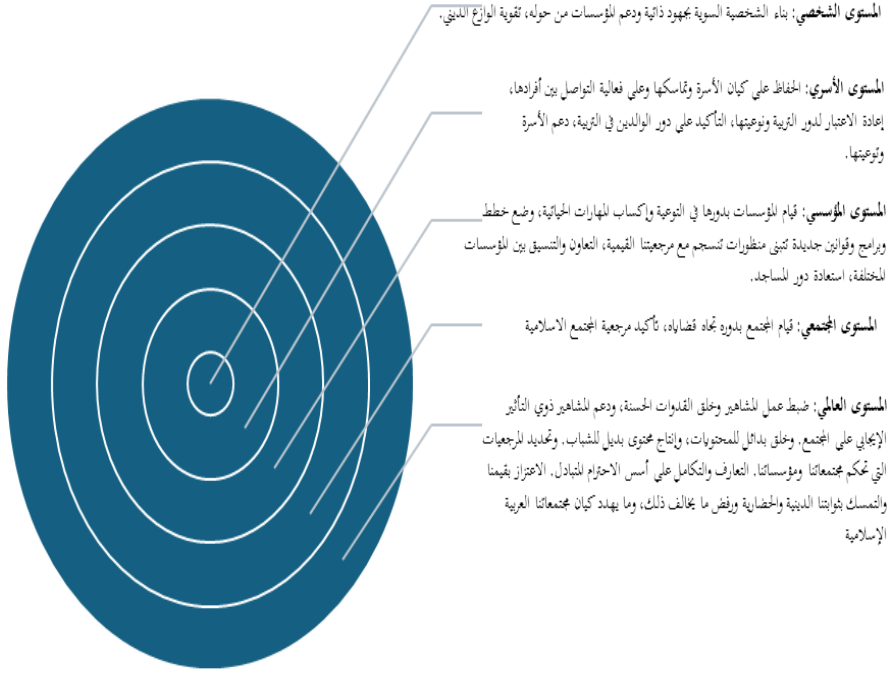 المستوى الشخصي: بناء الشخصية السوية بجهود ذاتية ودعم المؤسسات من حوله، تقوية الوازع الديني.
المستوى الأسري: الحفاظ على كيان الأسرة وتماسكها وعلى فعالية التواصل بين أفرادها،
إعادة الاعتبار لدور التربية ونوعيتها، التأكيد على دور الوالدين في التربية، دعم الأسرة
وتوعيتها.
المستوى المؤسسي: قيام المؤسسات بدورها في التوعية وإكساب المهارات الحياتية، وضع خطط
وبرامج وقوانين جديدة تتبنى منظورات تنسجم مع مرجعيتنا القيمية، التعاون والتنسيق بين المؤسسات
المختلفة، استعادة دور المساجد.
المستوى المجتمعي: قيام المجتمع بدوره تجاه قضاياه، تأكيد مرجعية المجتمع الاسلامية
المستوى العالمي: ضبط عمل المشاهير وخلق القدوات الحسنة، ودعم المشاهير ذوي التأثير
الإيجابي على المجتمع. وخلق بدائل للمحتويات، وإنتاج محتوى بديل للشباب. وتحديد المرجعيات
التي تحكم مجتمعاتنا ومؤسساتنا. التعارف والتكامل على أسس الاحترام المتبادل. الاعتزاز بقيمنا
والتمسك بثوابتنا الدينية والحضارية ورفض ما يخالف ذلك، وما يهدد كيان مجتمعاتنا العربية
الإسلامية